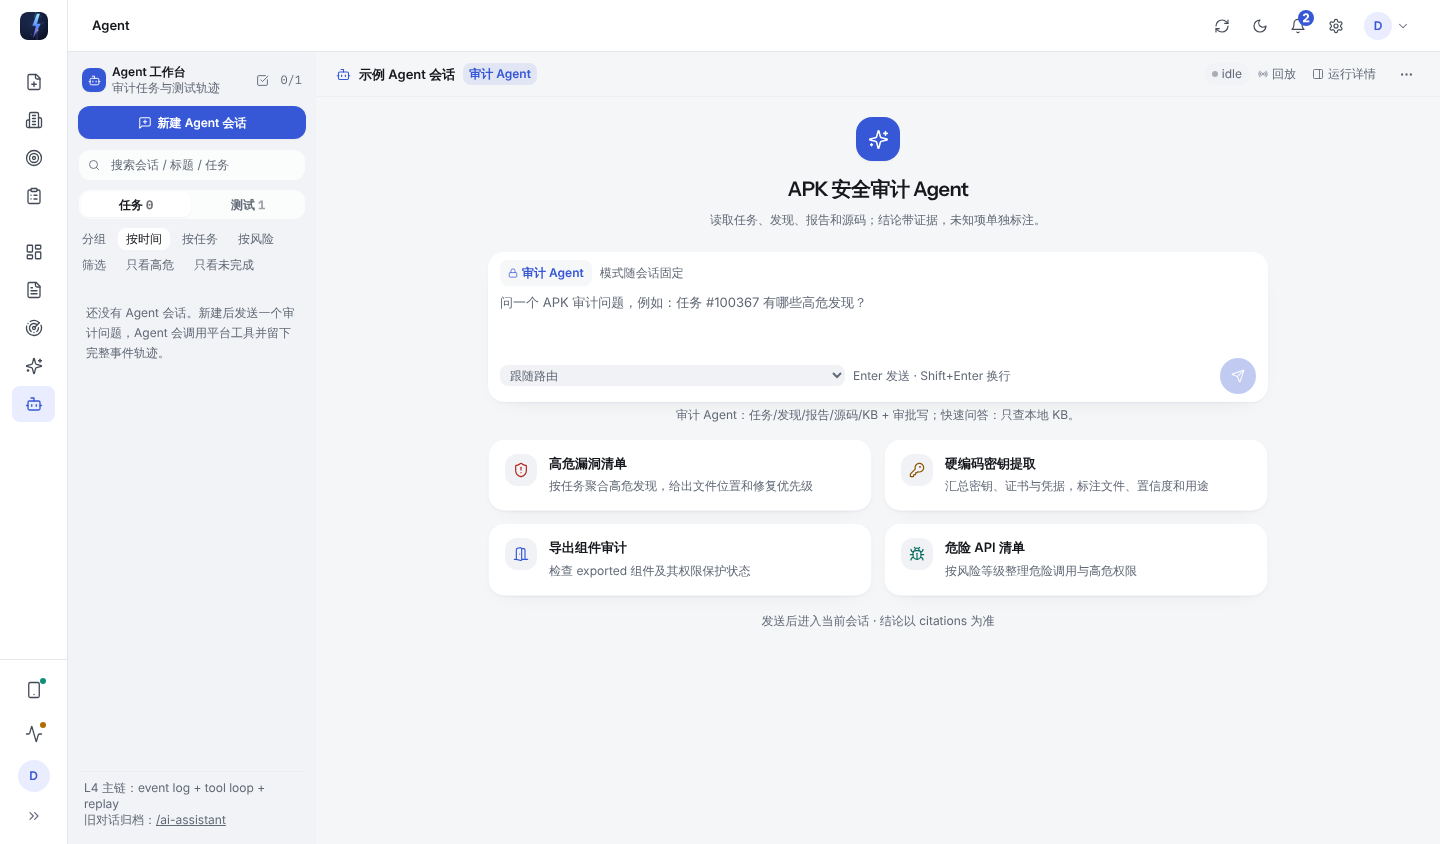 Agent
2
D
Agent 工作台
审计任务与测试轨迹
0/1
新建 Agent 会话
搜索会话 / 标题 / 任务
任务 0
测试 1
分组
按时间
按任务
按风险
筛选
只看高危
只看未完成
还没有 Agent 会话。新建后发送一个审
计问题，Agent 会调用平台工具并留下
完整事件轨迹。
L4 主链：event log + tool loop +
replay
旧对话归档：/ai-assistant
D
示例 Agent 会话
审计 Agent
idle
回放
运行详情
APK 安全审计 Agent
读取任务、发现、报告和源码；结论带证据，未知项单独标注。
审计 Agent
模式随会话固定
问一个 APK 审计问题，例如：任务 #100367 有哪些高危发现？
跟随路由
Enter 发送 · Shift+Enter 换行
审计 Agent：任务/发现/报告/源码/KB + 审批写；快速问答：只查本地 KB。
高危漏洞清单
按任务聚合高危发现，给出文件位置和修复优先级
硬编码密钥提取
汇总密钥、证书与凭据，标注文件、置信度和用途
导出组件审计
检查 exported 组件及其权限保护状态
危险 API 清单
按风险等级整理危险调用与高危权限
发送后进入当前会话 · 结论以 citations 为准